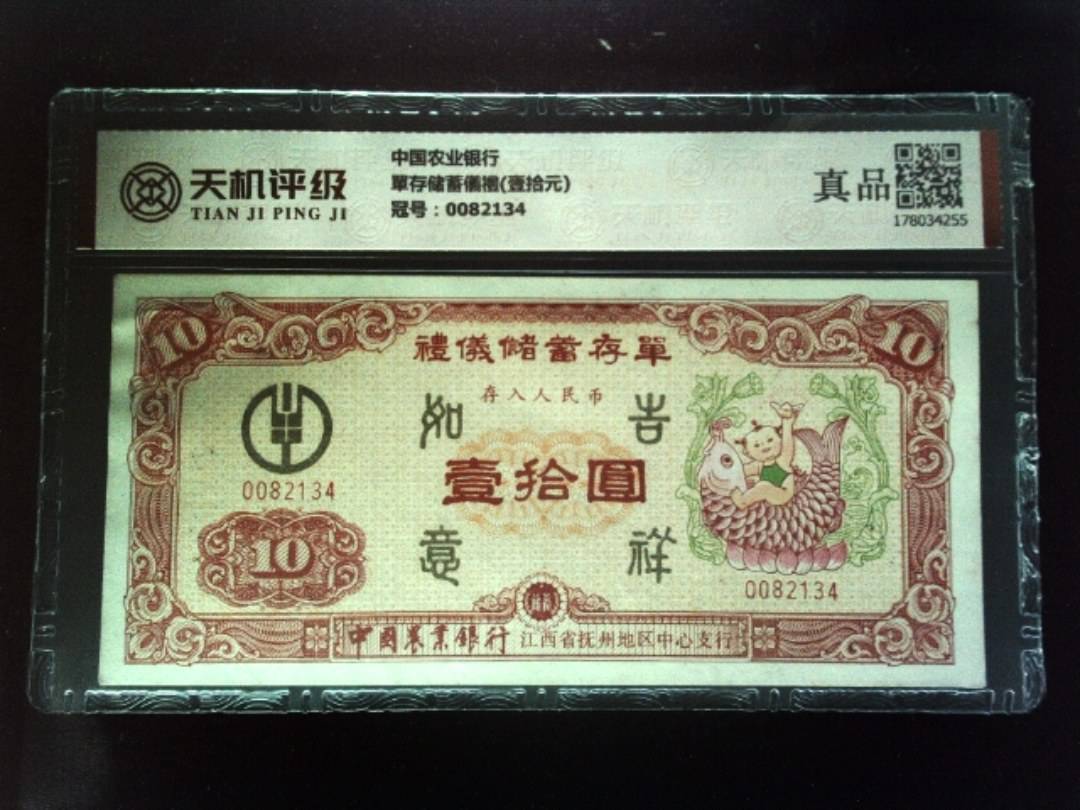 天机评级
TIAN JI PING JI
中国农业银行
單存储蓄儀禮(壹拾元)
冠号：0082134
真品
178034255
10
10
禮儀儲蓄存單
存入人民币
如 吉
壹拾圓
意 祥
0082134
10
0082134
中國農業銀行 江西省抚州地区中心支行